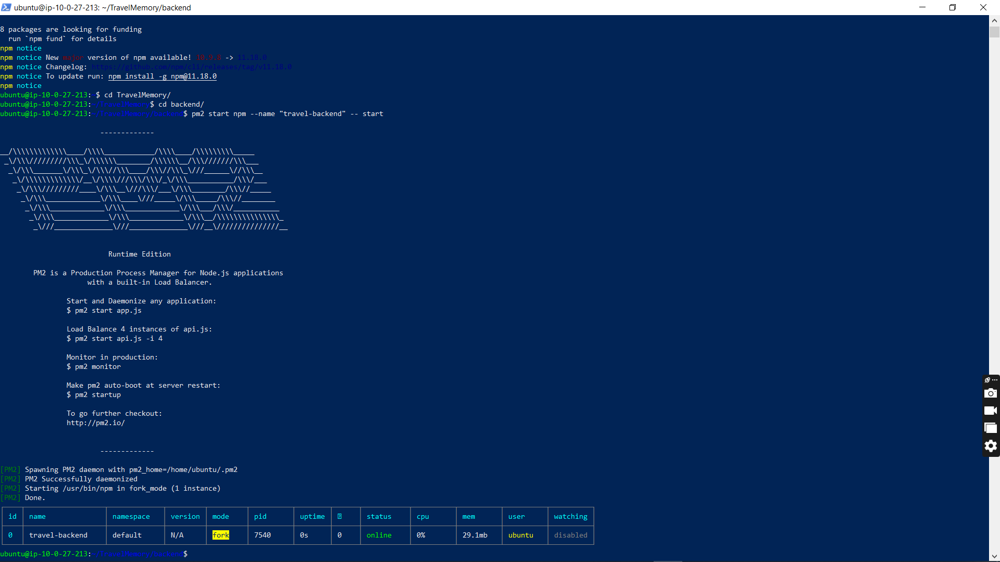 ubuntu@ip-10-0-27-213: ~/TravelMemory/backend
8 packages are looking for funding
  run `npm fund` for details
npm notice
npm notice New major version of npm available! 10.9.8 -> 11.18.0
npm notice Changelog: https://github.com/npm/cli/releases/tag/v11.18.0
npm notice To update run: npm install -g npm@11.18.0
npm notice
ubuntu@ip-10-0-27-213: $ cd TravelMemory/
ubuntu@ip-10-0-27-213:~/TravelMemory$ cd backend/
ubuntu@ip-10-0-27-213:~/TravelMemory/backend$ pm2 start npm --name "travel-backend" -- start
-------------
__/\\\\\\\\\\\\\____/\\\\____________/\\\\____/\\\\\\\\\_____
 _\/\\\/////////\\\_\/\\\\\\________/\\\\\\__/\\\///////\\\___
  _\/\\\_______\/\\\_\/\\\//\\\____/\\\//\\\_\///______\//\\\__
   _\/\\\\\\\\\\\\\/__\/\\\\///\\\/\\\/_\/\\\___________/\\\/___
    _\/\\\/////////____\/\\\__\///\\\/___\/\\\________/\\\//_____
     _\/\\\_____________\/\\\____\///_____\/\\\_____/\\\//________
      _\/\\\_____________\/\\\_____________\/\\\___/\\\/___________
       _\/\\\_____________\/\\\_____________\/\\\__/\\\\\\\\\\\\\\\_
        _\///______________\///______________\///__\///////////////__
Runtime Edition
PM2 is a Production Process Manager for Node.js applications
with a built-in Load Balancer.
Start and Daemonize any application:
$ pm2 start app.js
Load Balance 4 instances of api.js:
$ pm2 start api.js -i 4
Monitor in production:
$ pm2 monitor
Make pm2 auto-boot at server restart:
$ pm2 startup
To go further checkout:
http://pm2.io/
-------------
[PM2] Spawning PM2 daemon with pm2_home=/home/ubuntu/.pm2
[PM2] PM2 Successfully daemonized
[PM2] Starting /usr/bin/npm in fork_mode (1 instance)
[PM2] Done.
id name namespace version mode pid uptime status cpu mem user watching
0 travel-backend default N/A fork 7540 0s 0 online 0% 29.1mb ubuntu disabled
ubuntu@ip-10-0-27-213:~/TravelMemory/backend$